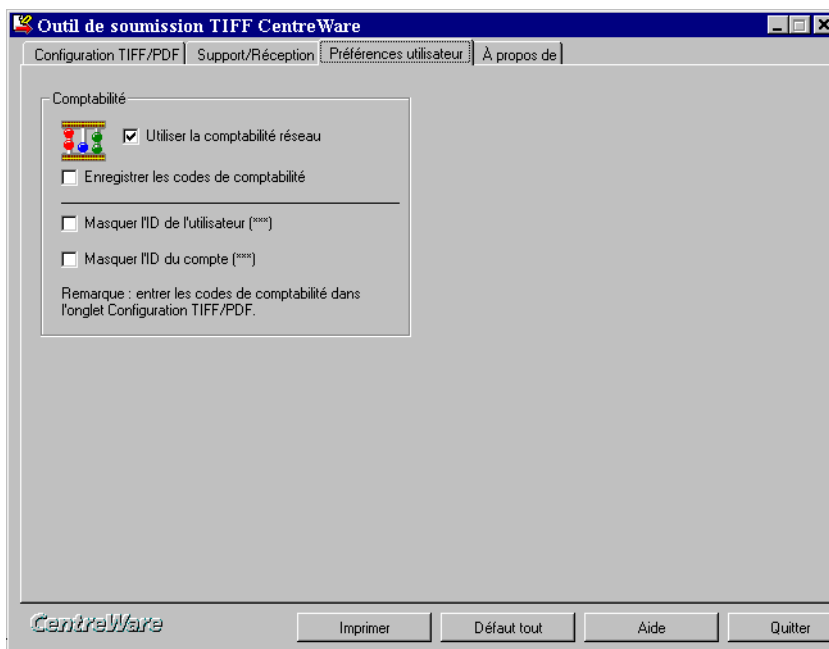 Outil de soumission TIFF CentreWare
Configuration TIFF/PDF Support/Réception Préférences utilisateur À propos de
Comptabilité
Utiliser la comptabilité réseau
Enregistrer les codes de comptabilité
Masquer l'ID de l'utilisateur (***)
Masquer l'ID du compte (***)
Remarque : entrer les codes de comptabilité dans
l'onglet Configuration TIFF/PDF.
CentreWare Imprimer Défaut tout Aide Quitter